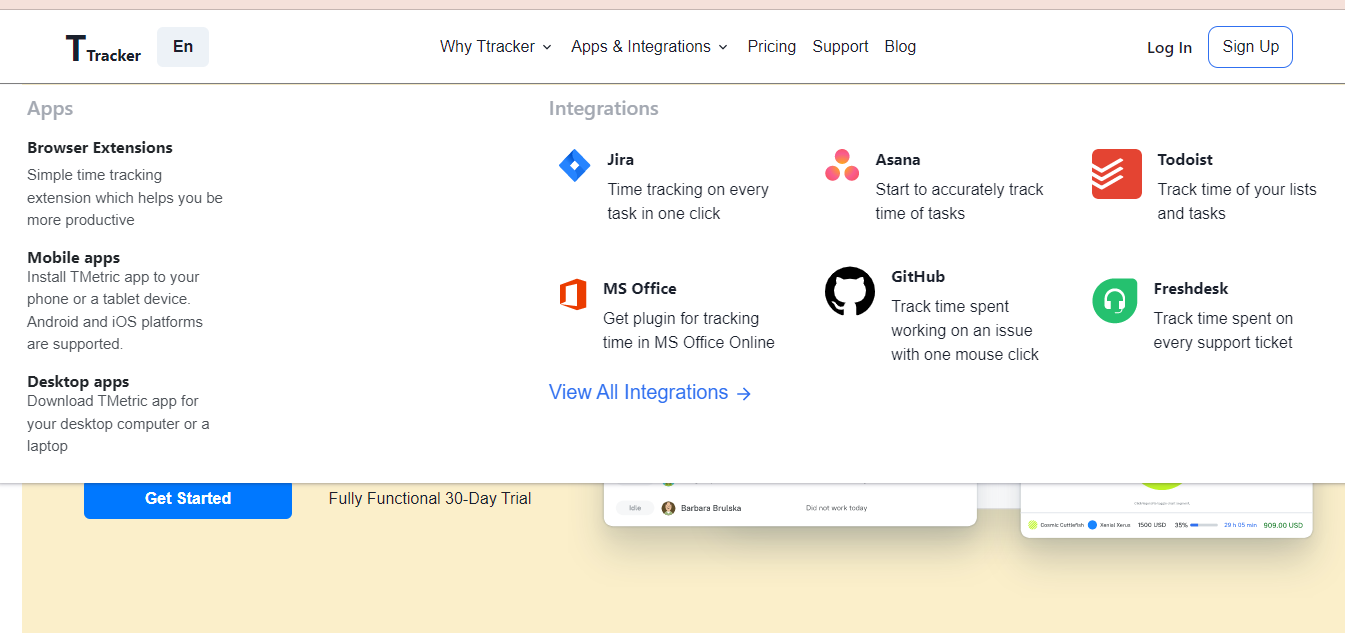 T Tracker
En
Why Ttracker
Apps & Integrations
Pricing
Support
Blog
Log In
Sign Up
Apps
Browser Extensions
Simple time tracking
extension which helps you be
more productive
Mobile apps
Install TMetric app to your
phone or a tablet device.
Android and iOS platforms
are supported.
Desktop apps
Download TMetric app for
your desktop computer or a
laptop
Integrations
Jira
Time tracking on every
task in one click
Asana
Start to accurately track
time of tasks
Todoist
Track time of your lists
and tasks
MS Office
Get plugin for tracking
time in MS Office Online
GitHub
Track time spent
working on an issue
with one mouse click
Freshdesk
Track time spent on
every support ticket
View All Integrations →
Get Started
Fully Functional 30-Day Trial
Idle
Barbara Brulska
Did not work today
Cosmic Cuttlefish
Xenial Xerus
1500 USD
35%
29 h 05 min
909.00 USD